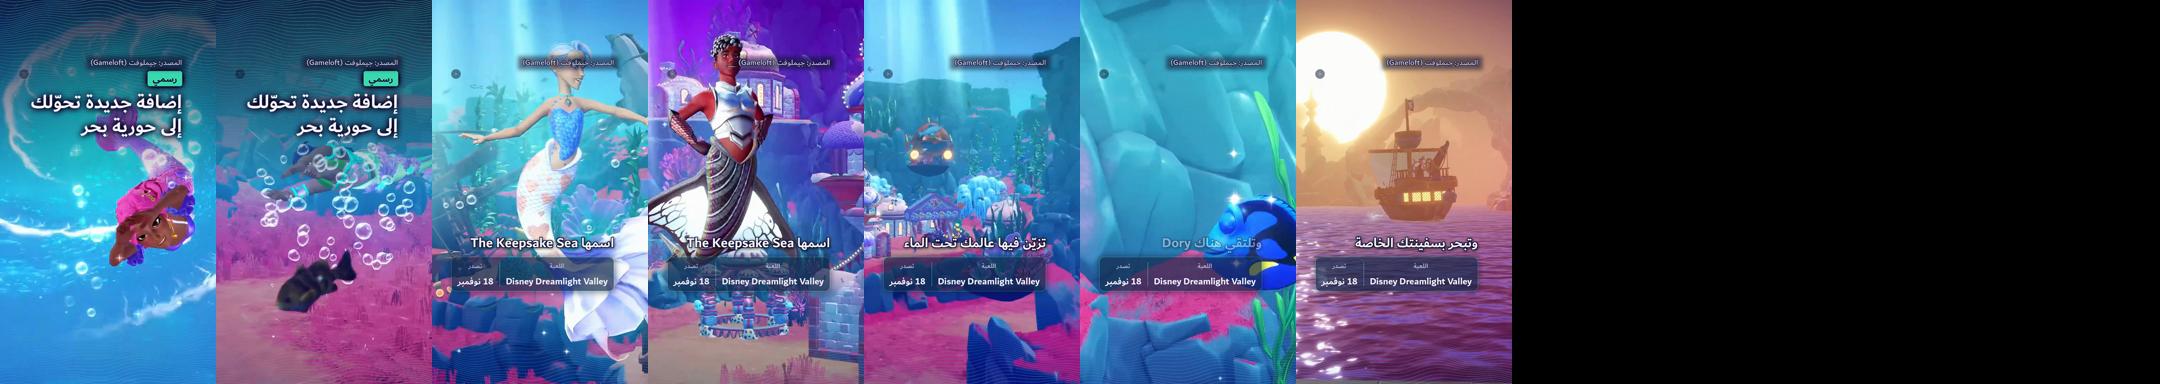 المصدر: جيملوفت (Gameloft)
رسمي
إضافة جديدة تحوّلك
إلى حورية بحر
المصدر: جيملوفت (Gameloft)
رسمي
إضافة جديدة تحوّلك
إلى حورية بحر
المصدر: جيملوفت (Gameloft)
اسمها The Keepsake Sea
اللعبة
تصدر
Disney Dreamlight Valley
18 نوفمبر
المصدر: جيملوفت (Gameloft)
اسمها The Keepsake Sea
اللعبة
تصدر
Disney Dreamlight Valley
18 نوفمبر
المصدر: جيملوفت (Gameloft)
تزيّن فيها عالمك تحت الماء
اللعبة
تصدر
Disney Dreamlight Valley
18 نوفمبر
المصدر: جيملوفت (Gameloft)
وتلتقي هناك Dory
اللعبة
تصدر
Disney Dreamlight Valley
18 نوفمبر
المصدر: جيملوفت (Gameloft)
وتبحر بسفينتك الخاصة
اللعبة
تصدر
Disney Dreamlight Valley
18 نوفمبر